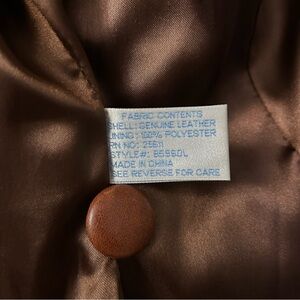 FABRIC CONTENTS
SHELL: GENUINE LEATHER
LINING: 100% POLYESTER
RN NO: 25611
STYLE#: 8598DL
MADE IN CHINA
SEE REVERSE FOR CARE